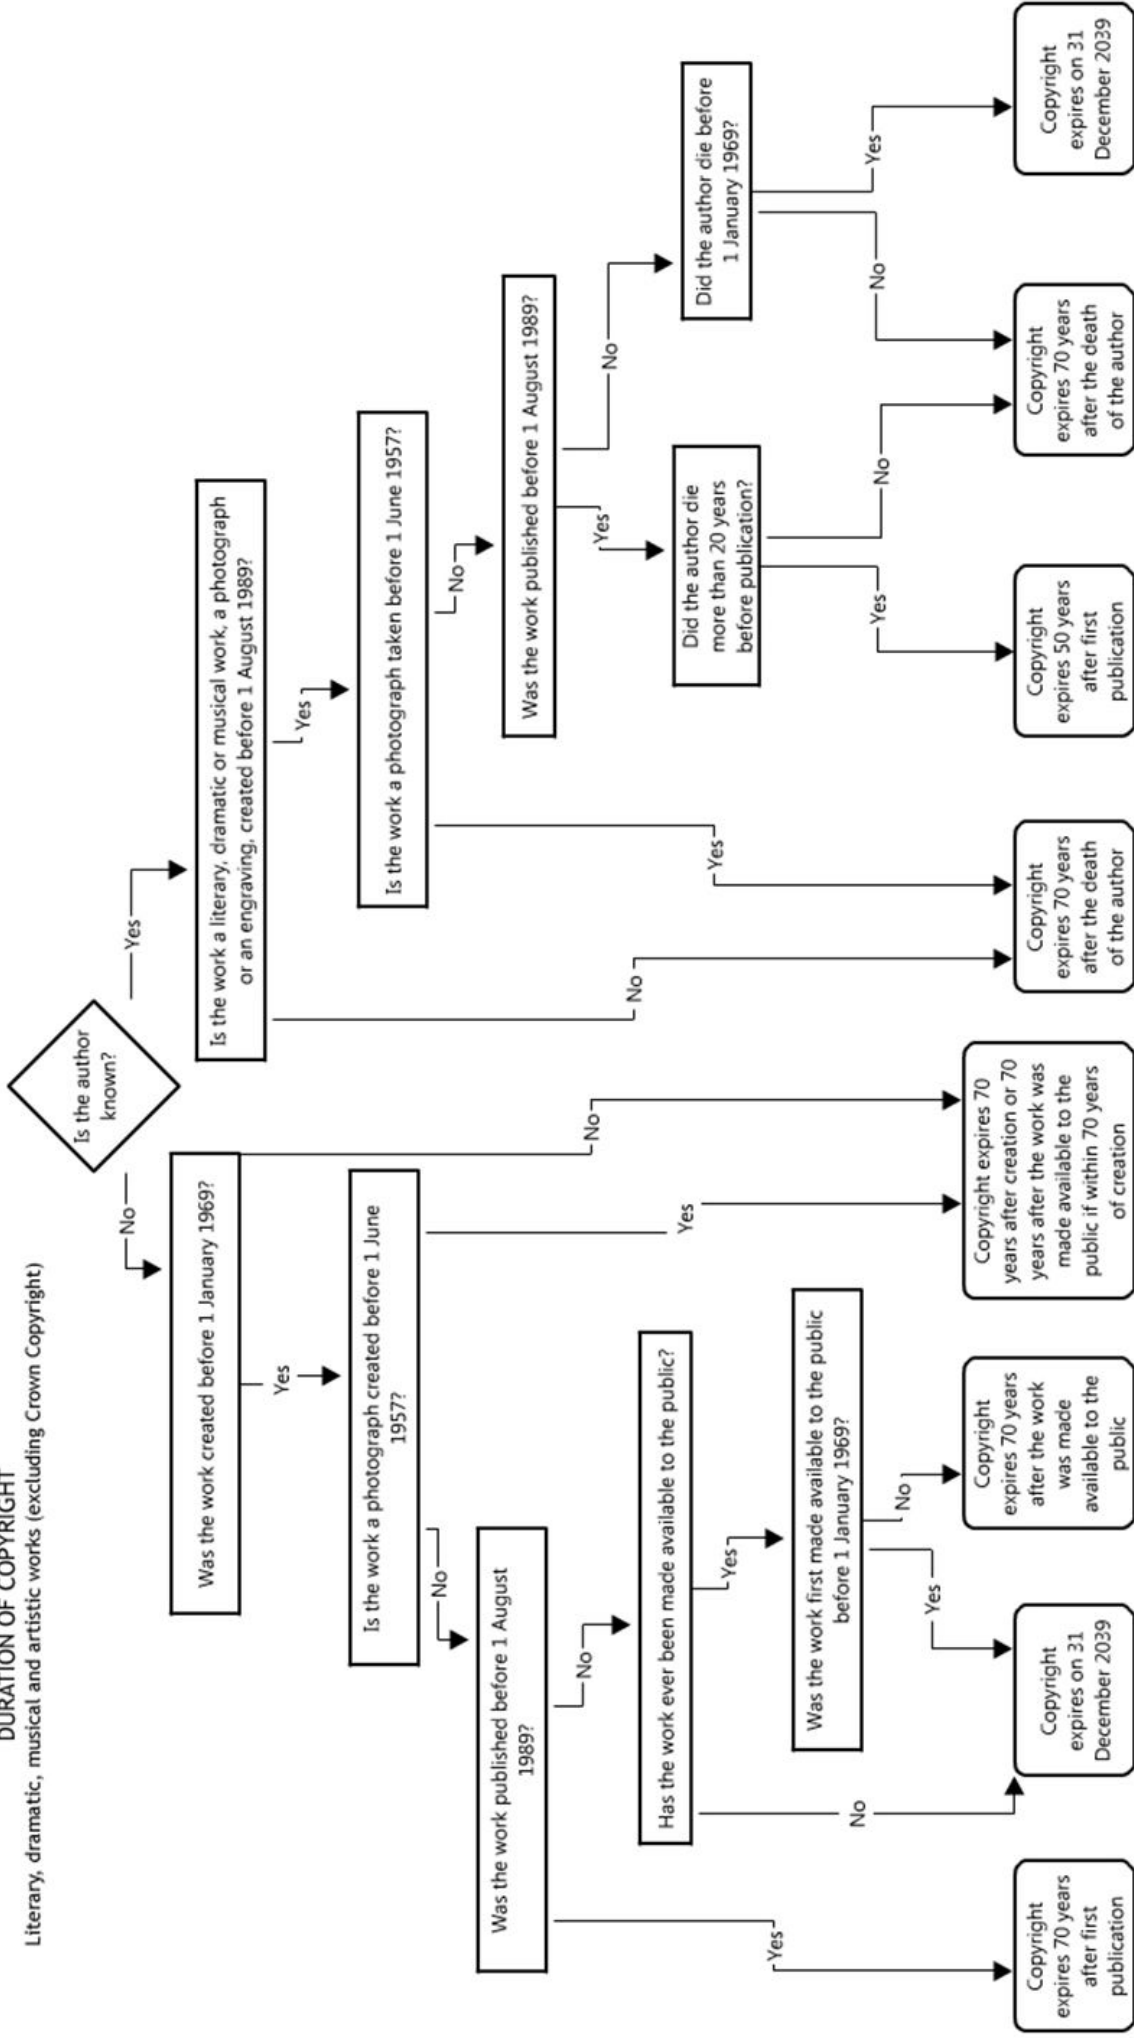 DURATION OF COPYRIGHT
Literary, dramatic, musical and artistic works (excluding Crown Copyright)
Is the author
known?
No
Yes
Was the work created before 1 January 1969?
Is the work a literary, dramatic or musical work, a photograph
or an engraving, created before 1 August 1989?
Yes
No
No
Yes
Is the work a photograph created before 1 June
1957?
Is the work a photograph taken before 1 June 1957?
No
Yes
Yes
No
Was the work published before 1 August
1989?
Was the work published before 1 August 1989?
Yes
No
Yes
No
Has the work ever been made available to the public?
Did the author die
more than 20 years
before publication?
Did the author die before
1 January 1969?
No
Yes
Yes
No
No
Yes
Was the work first made available to the public
before 1 January 1969?
Yes
No
Copyright
expires 70 years
after first
publication
Copyright
expires on 31
December 2039
Copyright
expires 70 years
after the work
was made
available to the
public
Copyright expires 70
years after creation or 70
years after the work was
made available to the
public if within 70 years
of creation
Copyright
expires 70 years
after the death
of the author
Copyright
expires 50 years
after first
publication
Copyright
expires 70 years
after the death
of the author
Copyright
expires on 31
December 2039